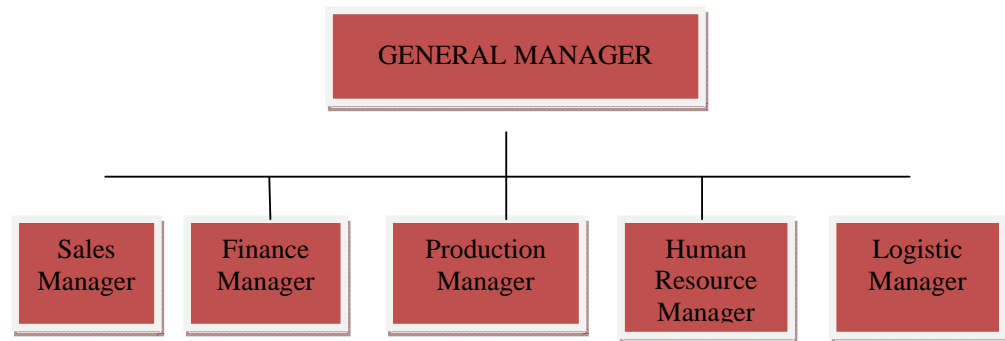 GENERAL MANAGER
Sales
Manager
Finance
Manager
Production
Manager
Human
Resource
Manager
Logistic
Manager